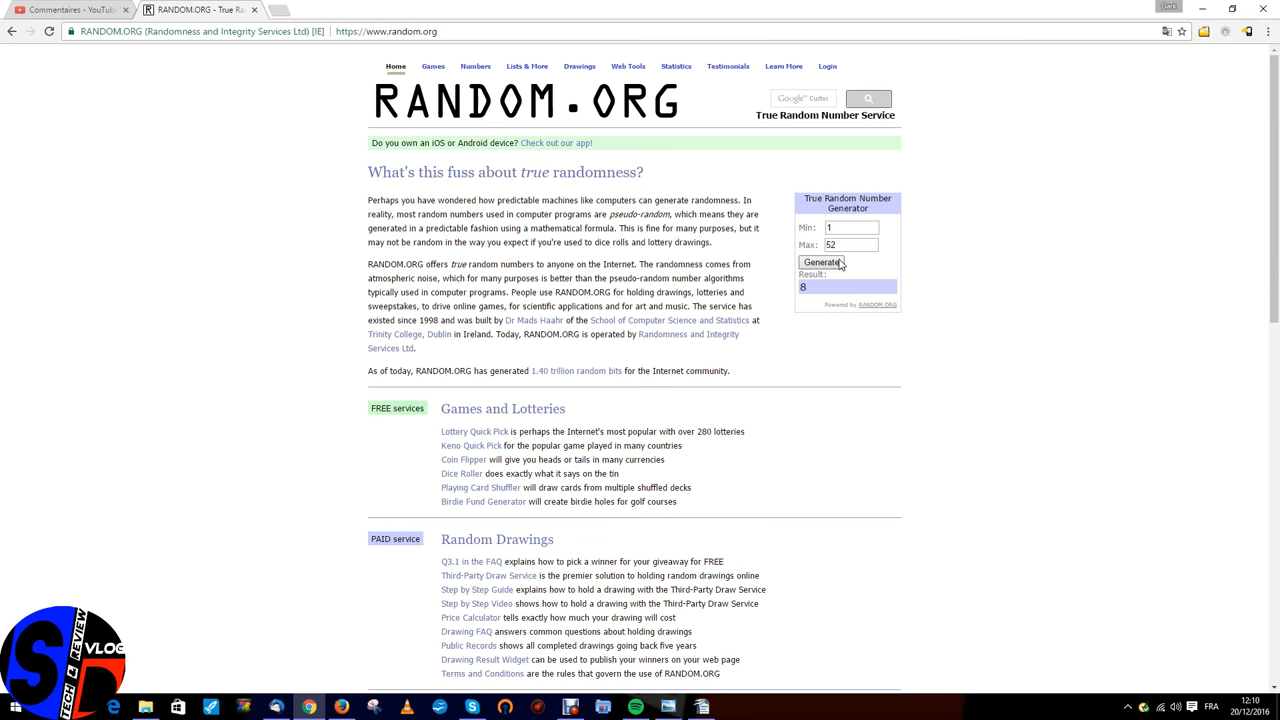 Commentaires - YouTube
RANDOM.ORG - True Ra
Dark
RANDOM.ORG (Randomness and Integrity Services Ltd) [IE]
https://www.random.org
Home Games Numbers Lists & More Drawings Web Tools Statistics Testimonials Learn More Login
RANDOM.ORG
Google™ Custo
True Random Number Service
Do you own an iOS or Android device? Check out our app!
What's this fuss about true randomness?
Perhaps you have wondered how predictable machines like computers can generate randomness. In
reality, most random numbers used in computer programs are pseudo-random, which means they are
generated in a predictable fashion using a mathematical formula. This is fine for many purposes, but it
may not be random in the way you expect if you're used to dice rolls and lottery drawings.
RANDOM.ORG offers true random numbers to anyone on the Internet. The randomness comes from
atmospheric noise, which for many purposes is better than the pseudo-random number algorithms
typically used in computer programs. People use RANDOM.ORG for holding drawings, lotteries and
sweepstakes, to drive online games, for scientific applications and for art and music. The service has
existed since 1998 and was built by Dr Mads Haahr of the School of Computer Science and Statistics at
Trinity College, Dublin in Ireland. Today, RANDOM.ORG is operated by Randomness and Integrity
Services Ltd.
As of today, RANDOM.ORG has generated 1.40 trillion random bits for the Internet community.
True Random Number
Generator
Min: 1
Max: 52
Generate
Result:
8
Powered by RANDOM.ORG
FREE services
Games and Lotteries
Lottery Quick Pick is perhaps the Internet's most popular with over 280 lotteries
Keno Quick Pick for the popular game played in many countries
Coin Flipper will give you heads or tails in many currencies
Dice Roller does exactly what it says on the tin
Playing Card Shuffler will draw cards from multiple shuffled decks
Birdie Fund Generator will create birdie holes for golf courses
PAID service
Random Drawings
Q3.1 in the FAQ explains how to pick a winner for your giveaway for FREE
Third-Party Draw Service is the premier solution to holding random drawings online
Step by Step Guide explains how to hold a drawing with the Third-Party Draw Service
Step by Step Video shows how to hold a drawing with the Third-Party Draw Service
Price Calculator tells exactly how much your drawing will cost
Drawing FAQ answers common questions about holding drawings
Public Records shows all completed drawings going back five years
Drawing Result Widget can be used to publish your winners on your web page
Terms and Conditions are the rules that govern the use of RANDOM.ORG
TECH & REVIEW
VLOG
FRA
12:10
20/12/2016